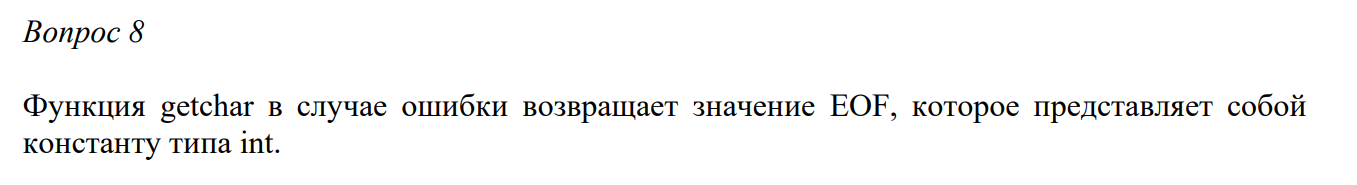 Вопрос 8
Функция getchar в случае ошибки возвращает значение EOF, которое представляет собой
константу типа int.